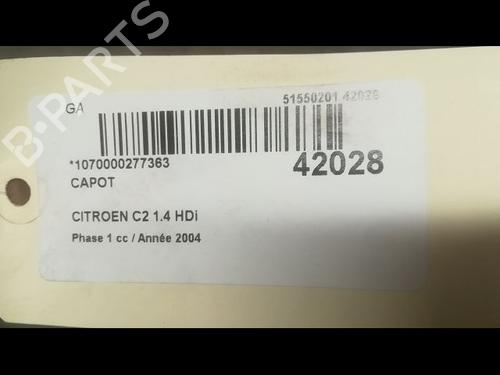 B-PARTS
GA
51550201 42028
*1070000277363
42028
CAPOT
CITROEN C2 1.4 HDi
Phase 1 cc / Année 2004